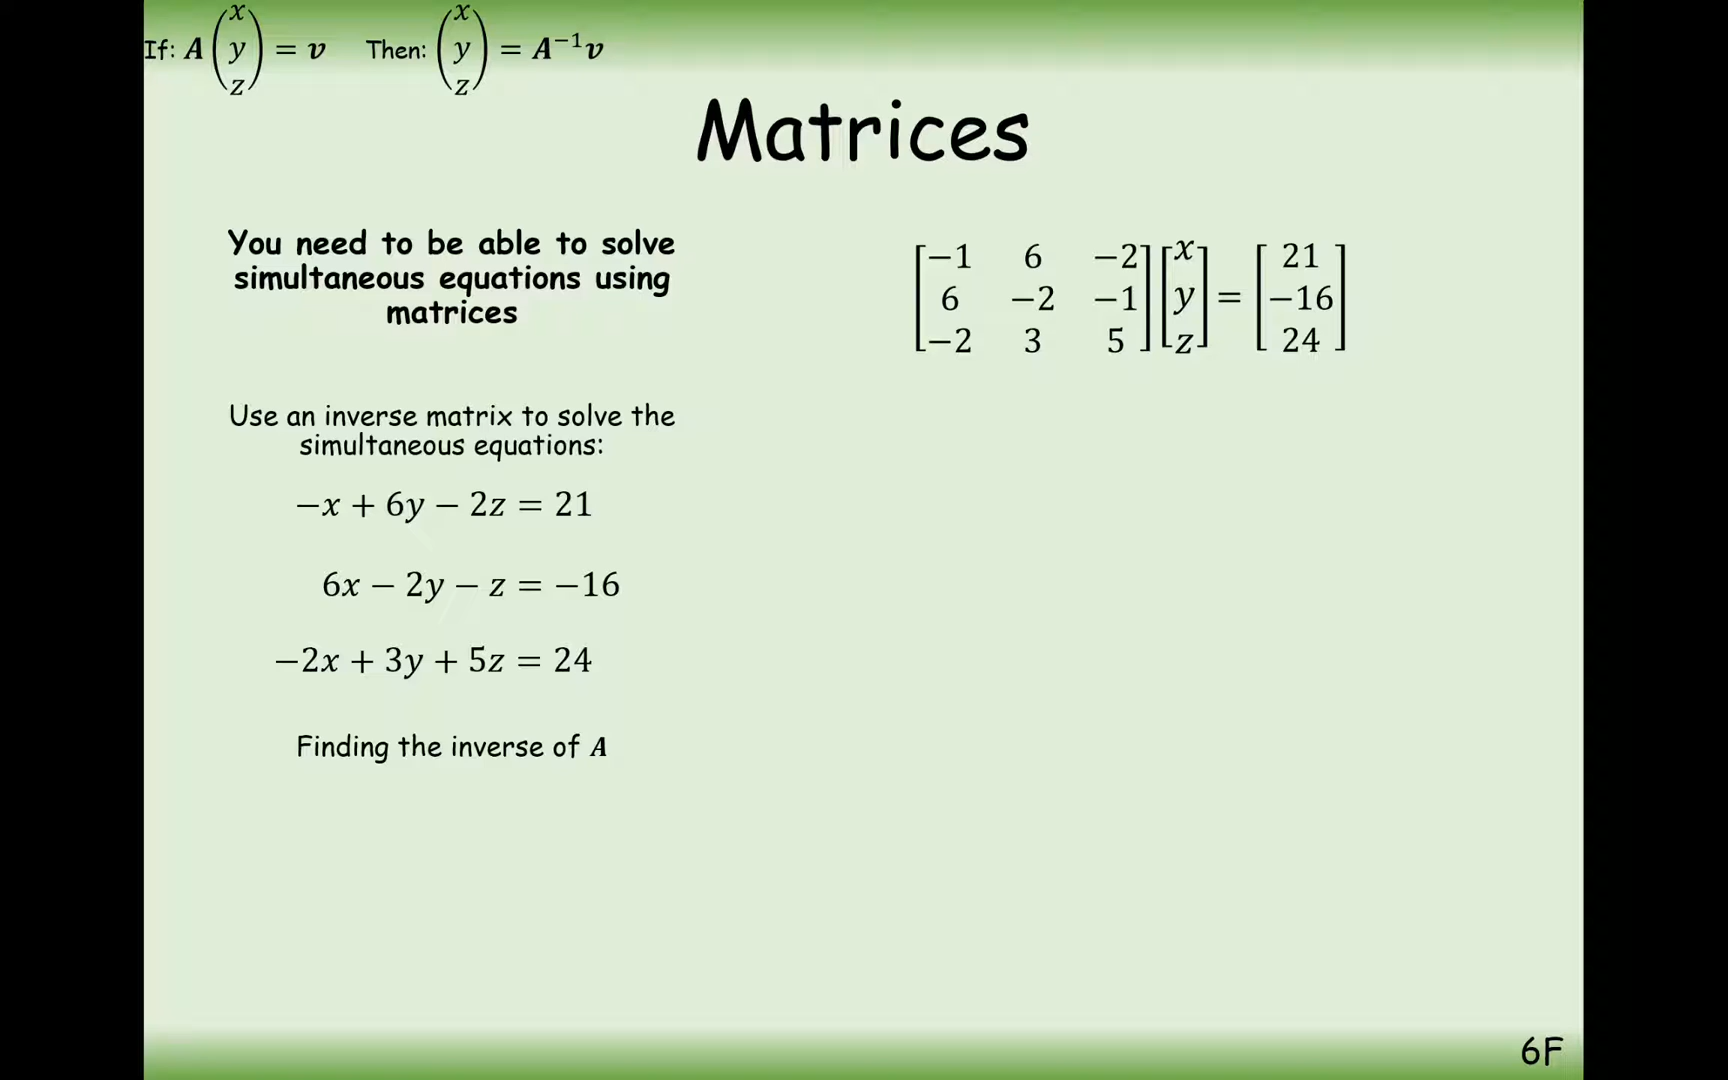 If: A(x y z) = v Then: (x y z) = A⁻¹v
Matrices
You need to be able to solve
simultaneous equations using
matrices
[−1 6 −2] [x] = [21]
[6 −2 −1] [y] = [−16]
[−2 3 5] [z] = [24]
Use an inverse matrix to solve the
simultaneous equations:
−x + 6y − 2z = 21
6x − 2y − z = −16
−2x + 3y + 5z = 24
Finding the inverse of A
6F